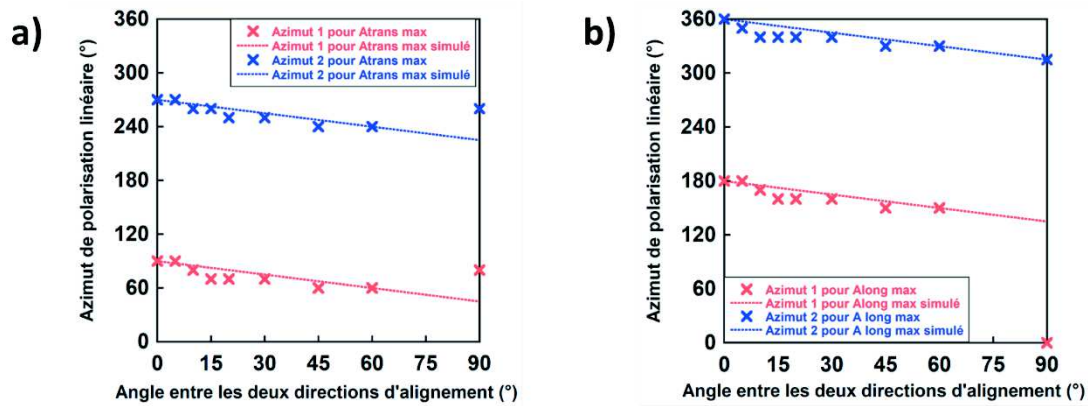 a)
Azimut de polarisation linéaire (°)
360
300
240
180
120
60
0
Azimut 1 pour Atrans max
Azimut 1 pour Atrans max simulé
Azimut 2 pour Atrans max
Azimut 2 pour Atrans max simulé
0 15 30 45 60 75 90
Angle entre les deux directions d'alignement (°)
b)
Azimut de polarisation linéaire (°)
360
300
240
180
120
60
0
Azimut 1 pour Along max
Azimut 1 pour Along max simulé
Azimut 2 pour A long max
Azimut 2 pour A long max simulé
0 15 30 45 60 75 90
Angle entre les deux directions d'alignement (°)